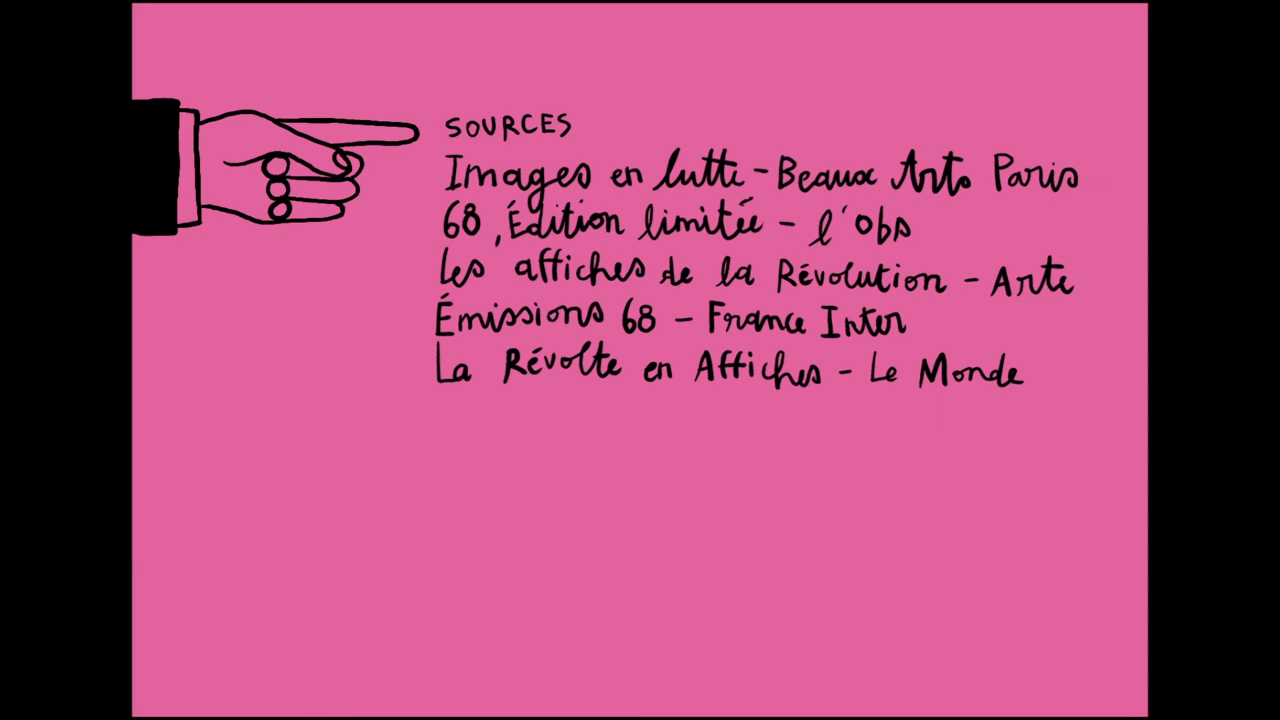 SOURCES
Images en lutte - Beaux Arts Paris
68, Édition limitée - l'Obs
Les affiches de la Révolution - Arte
Émissions 68 - France Inter
La Révolte en Affiches - Le Monde